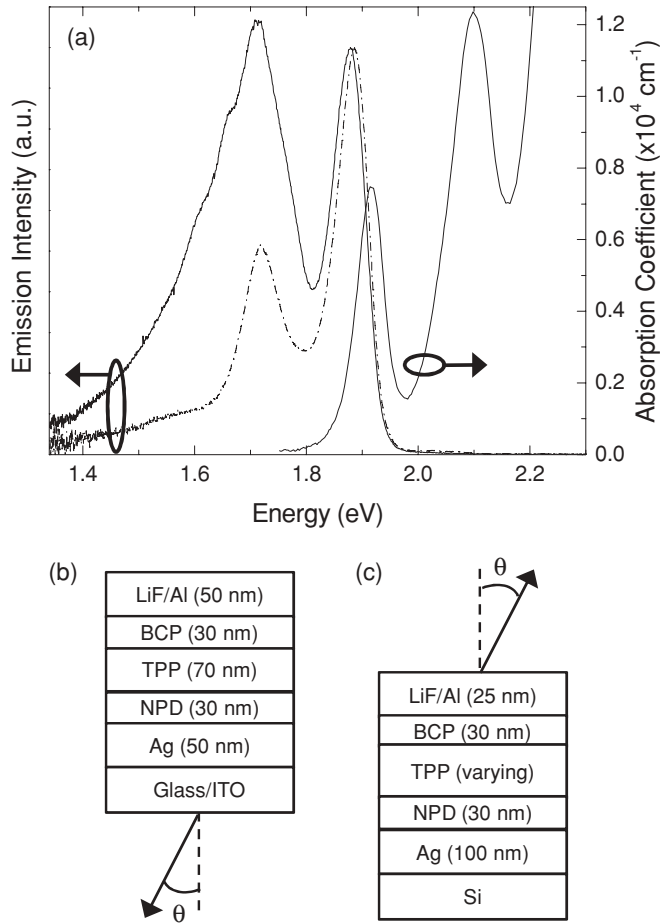 (a)
Emission Intensity (a.u.)
Absorption Coefficient (x10⁴ cm⁻¹)
1.2
1.0
0.8
0.6
0.4
0.2
0.0
1.4 1.6 1.8 2.0 2.2
Energy (eV)
(b)
LiF/Al (50 nm)
BCP (30 nm)
TPP (70 nm)
NPD (30 nm)
Ag (50 nm)
Glass/ITO
θ
(c)
θ
LiF/Al (25 nm)
BCP (30 nm)
TPP (varying)
NPD (30 nm)
Ag (100 nm)
Si